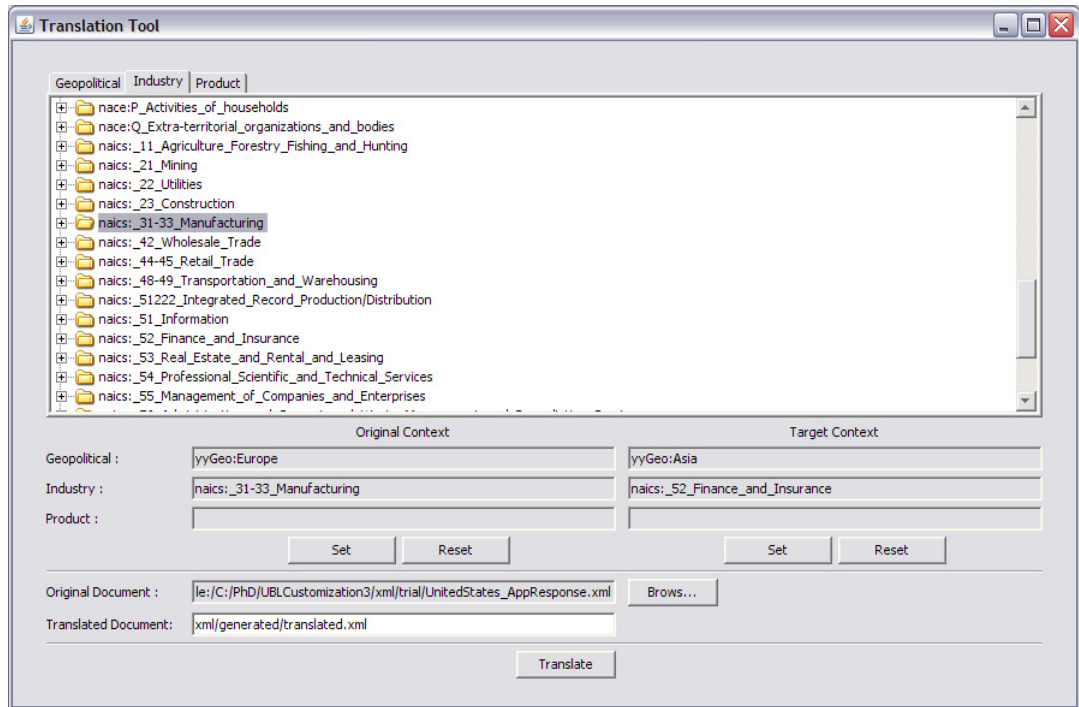 Translation Tool
Geopolitical Industry Product
nace:P_Activities_of_households
nace:Q_Extra-territorial_organizations_and_bodies
naics:_11_Agriculture_Forestry_Fishing_and_Hunting
naics:_21_Mining
naics:_22_Utilities
naics:_23_Construction
naics:_31-33_Manufacturing
naics:_42_Wholesale_Trade
naics:_44-45_Retail_Trade
naics:_48-49_Transportation_and_Warehousing
naics:_51222_Integrated_Record_Production/Distribution
naics:_51_Information
naics:_52_Finance_and_Insurance
naics:_53_Real_Estate_and_Rental_and_Leasing
naics:_54_Professional_Scientific_and_Technical_Services
naics:_55_Management_of_Companies_and_Enterprises
Original Context Target Context
Geopolitical : yyGeo:Europe yyGeo:Asia
Industry : naics:_31-33_Manufacturing naics:_52_Finance_and_Insurance
Product :
Set Reset Set Reset
Original Document : le:/C:/PhD/UBLCustomization3/xml/trial/UnitedStates_AppResponse.xml Brows...
Translated Document: xml/generated/translated.xml
Translate